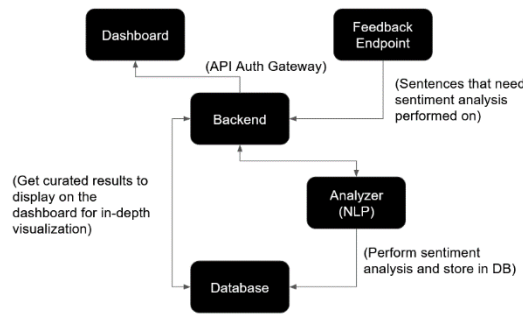 Dashboard
Feedback
Endpoint
(API Auth Gateway)
(Sentences that need
sentiment analysis
performed on)
Backend
(Get curated results to
display on the
dashboard for in-depth
visualization)
Analyzer
(NLP)
(Perform sentiment
analysis and store in DB)
Database